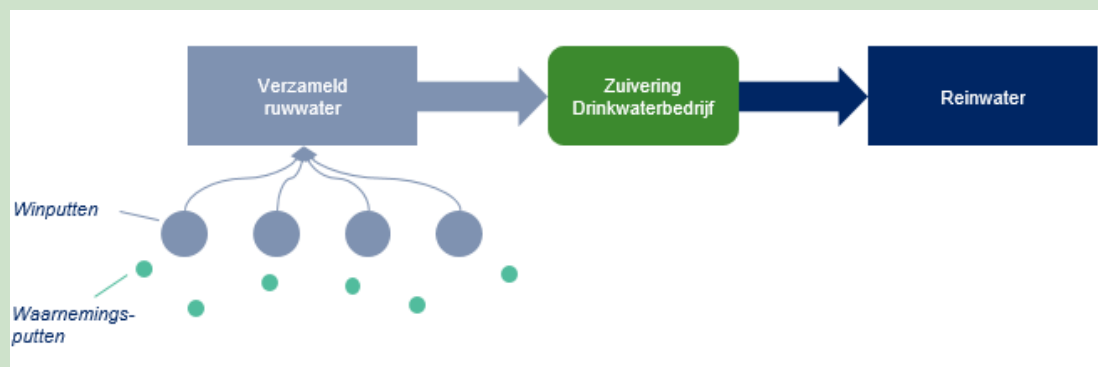 Verzameld
ruwwater
Zuivering
Drinkwaterbedrijf
Reinwater
Winputten
Waarnemings-
putten